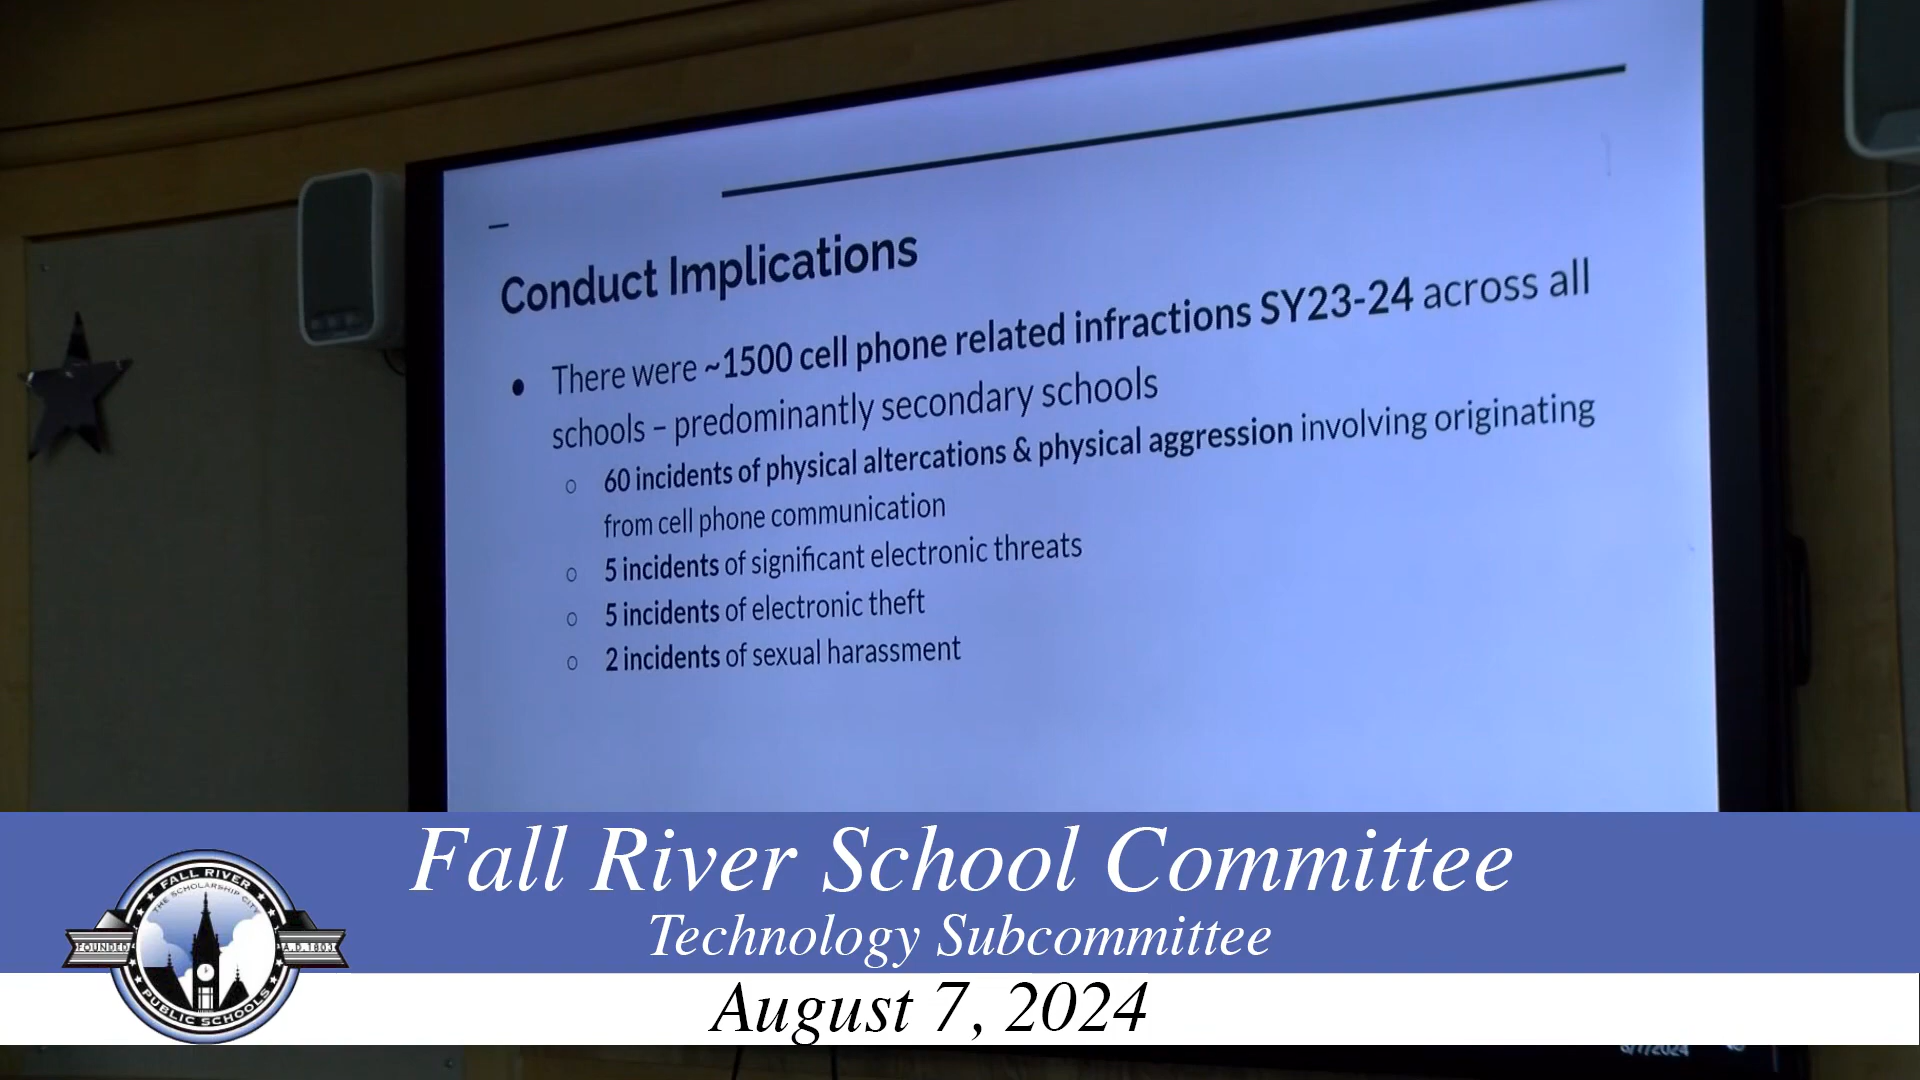 Conduct Implications
● There were ~1500 cell phone related infractions SY23-24 across all
schools – predominantly secondary schools
○ 60 incidents of physical altercations & physical aggression involving originating
from cell phone communication
○ 5 incidents of significant electronic threats
○ 5 incidents of electronic theft
○ 2 incidents of sexual harassment
Fall River School Committee
Technology Subcommittee
August 7, 2024
FALL RIVER
THE SCHOLARSHIP CITY
FOUNDED
A.D. 1803
PUBLIC SCHOOLS
8/7/2024